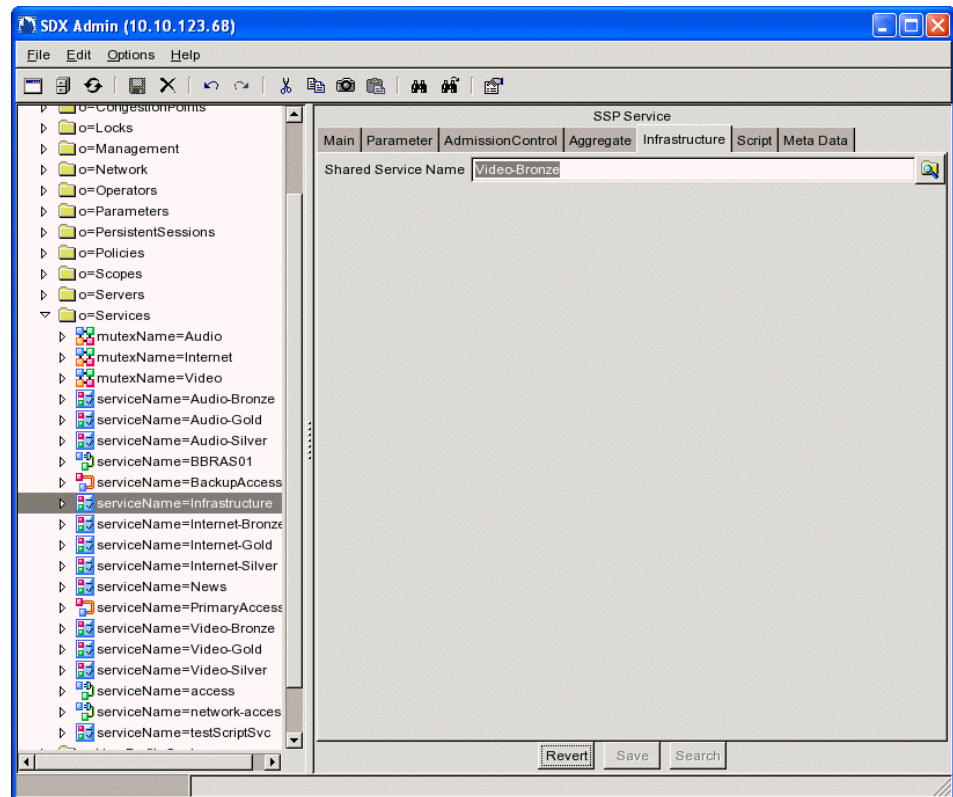 SDX Admin (10.10.123.68)
File Edit Options Help
o=CongestionPoints
o=Locks
o=Management
o=Network
o=Operators
o=Parameters
o=PersistentSessions
o=Policies
o=Scopes
o=Servers
o=Services
mutexName=Audio
mutexName=Internet
mutexName=Video
serviceName=Audio-Bronze
serviceName=Audio-Gold
serviceName=Audio-Silver
serviceName=BBRAS01
serviceName=BackupAccess
serviceName=Infrastructure
serviceName=Internet-Bronze
serviceName=Internet-Gold
serviceName=Internet-Silver
serviceName=News
serviceName=PrimaryAccess
serviceName=Video-Bronze
serviceName=Video-Gold
serviceName=Video-Silver
serviceName=access
serviceName=network-acces
serviceName=testScriptSvc
SSP Service
Main Parameter AdmissionControl Aggregate Infrastructure Script Meta Data
Shared Service Name Video-Bronze
Revert Save Search